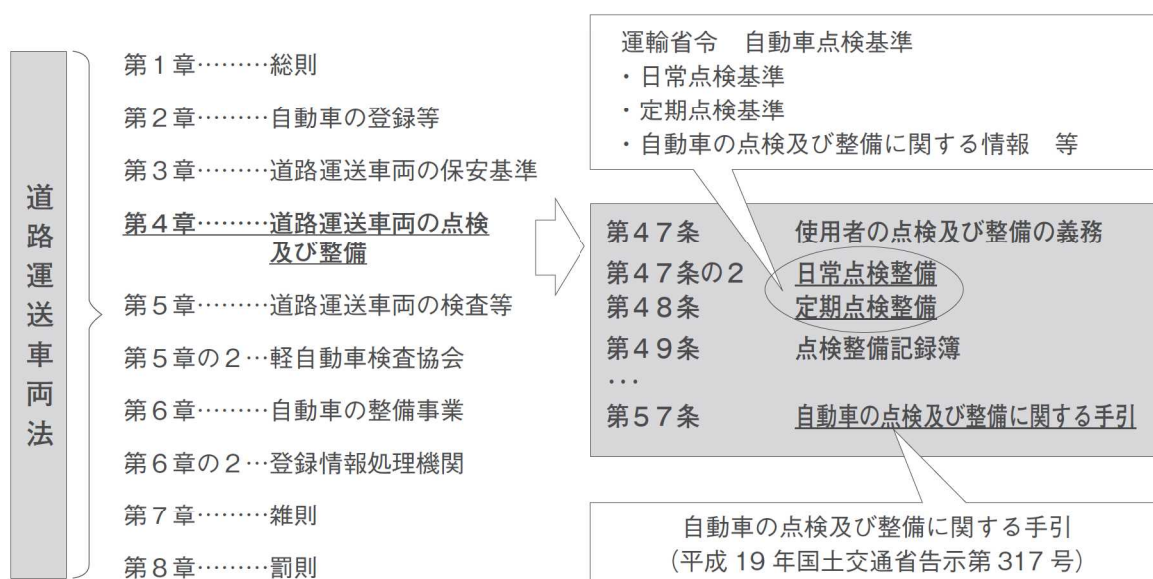 道路運送車両法
第1章………総則
第2章………自動車の登録等
第3章………道路運送車両の保安基準
第4章………道路運送車両の点検
及び整備
第5章………道路運送車両の検査等
第5章の2…軽自動車検査協会
第6章………自動車の整備事業
第6章の2…登録情報処理機関
第7章………雑則
第8章………罰則
運輸省令　自動車点検基準
・日常点検基準
・定期点検基準
・自動車の点検及び整備に関する情報　等
第47条　使用者の点検及び整備の義務
第47条の2　日常点検整備
第48条　定期点検整備
第49条　点検整備記録簿
･･･
第57条　自動車の点検及び整備に関する手引
自動車の点検及び整備に関する手引
（平成 19 年国土交通省告示第 317 号）